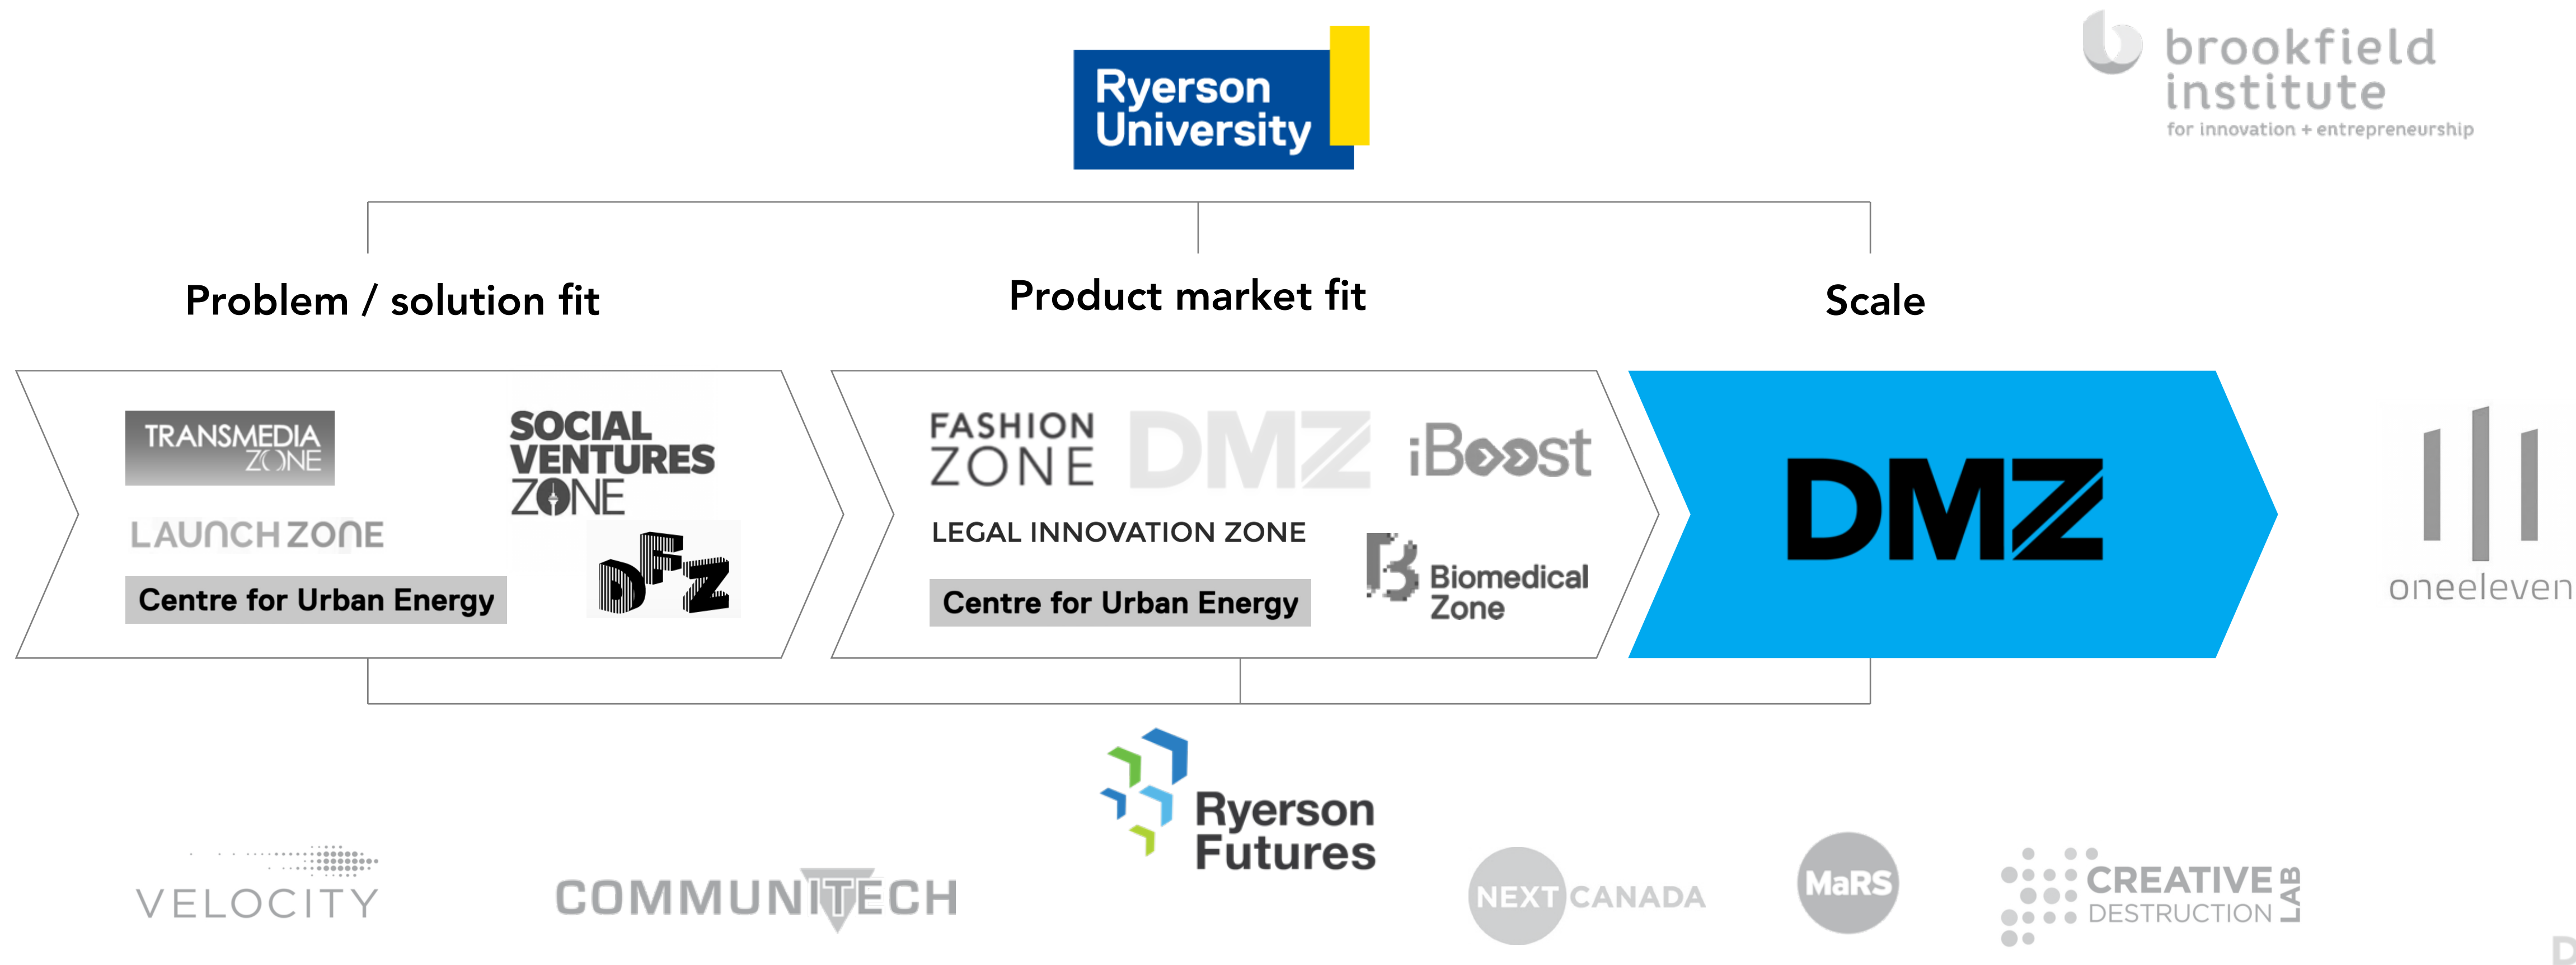 Ryerson
University
brookfield
institute
for innovation + entrepreneurship
Problem / solution fit
Product market fit
Scale
TRANSMEDIA
ZONE
SOCIAL
VENTURES
ZONE
LAUNCH ZONE
DFZ
Centre for Urban Energy
FASHION
ZONE
DMZ
iBoost
LEGAL INNOVATION ZONE
Biomedical
Zone
Centre for Urban Energy
DMZ
oneeleven
Ryerson
Futures
VELOCITY
COMMUNITECH
NEXT CANADA
MaRS
CREATIVE
DESTRUCTION
LAB